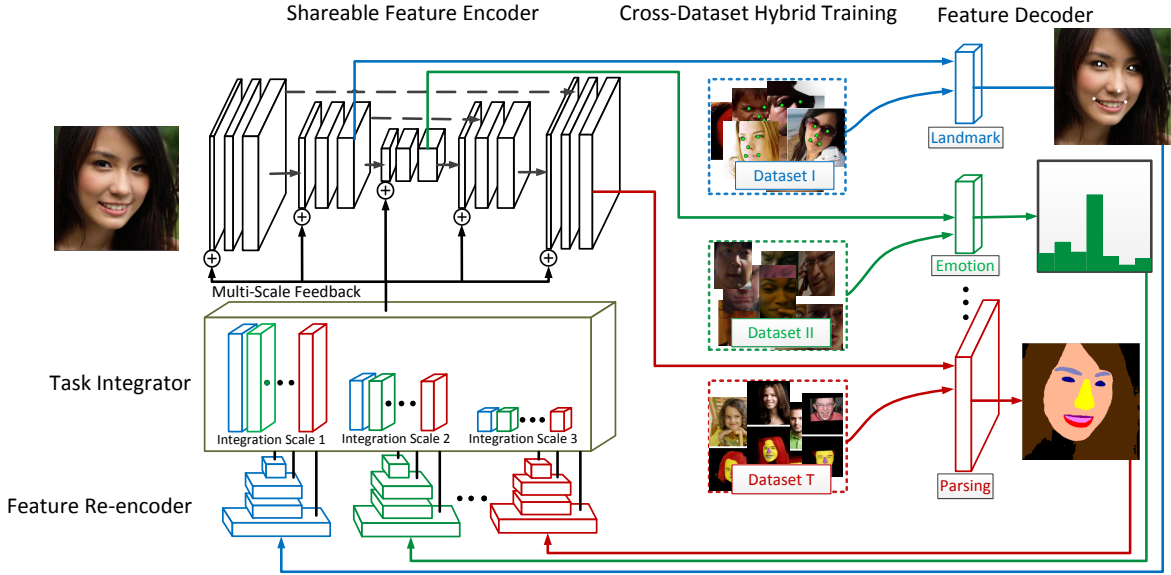 Shareable Feature Encoder
Cross-Dataset Hybrid Training
Feature Decoder
Landmark
Dataset I
Emotion
Multi-Scale Feedback
Dataset II
Task Integrator
Integration Scale 1
Integration Scale 2
Integration Scale 3
Dataset T
Parsing
Feature Re-encoder